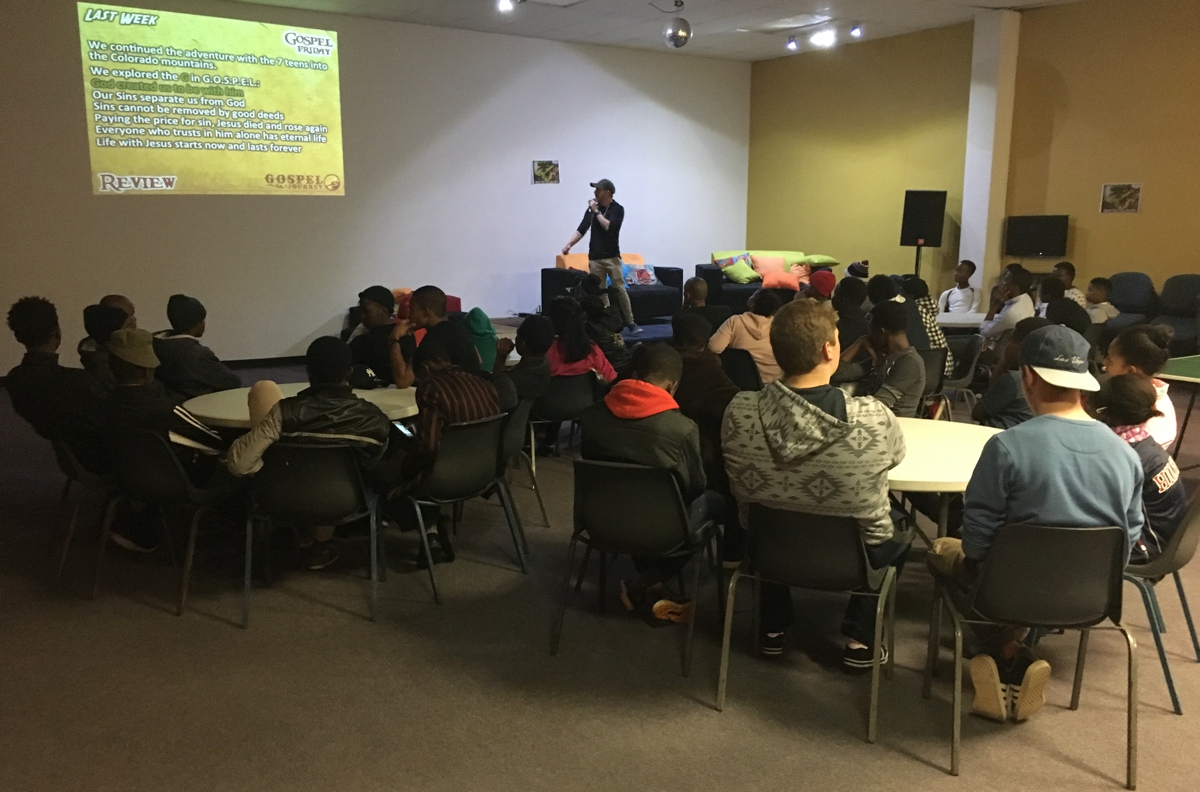 LAST WEEK
GOSPEL
FRIDAY
We continued the adventure with the 7 teens into
the Colorado mountains.
We explored the G in G.O.S.P.E.L.:
God created us to be with him
Our Sins separate us from God
Sins cannot be removed by good deeds
Paying the price for sin, Jesus died and rose again
Everyone who trusts in him alone has eternal life
Life with Jesus starts now and lasts forever
REVIEW
GOSPEL
JOURNEY